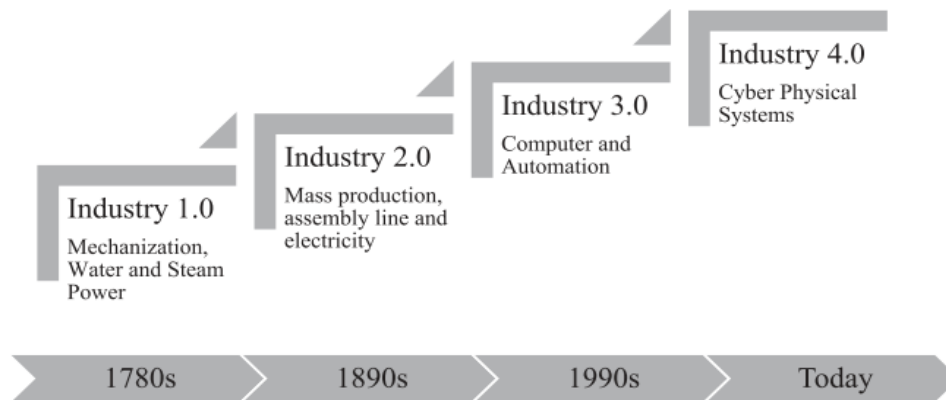 Industry 1.0
Mechanization,
Water and Steam
Power
Industry 2.0
Mass production,
assembly line and
electricity
Industry 3.0
Computer and
Automation
Industry 4.0
Cyber Physical
Systems
1780s
1890s
1990s
Today